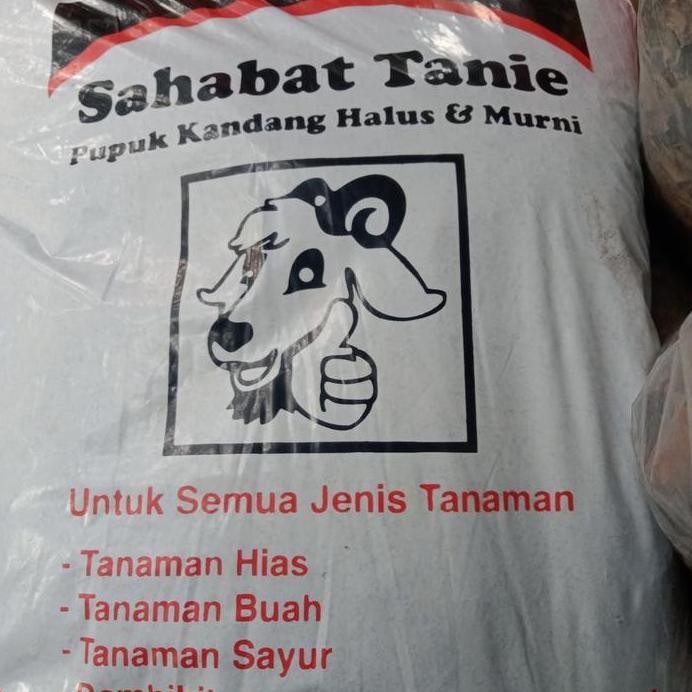 Sahabat Tanie
Pupuk Kandang Halus & Murni
Untuk Semua Jenis Tanaman
- Tanaman Hias
- Tanaman Buah
- Tanaman Sayur